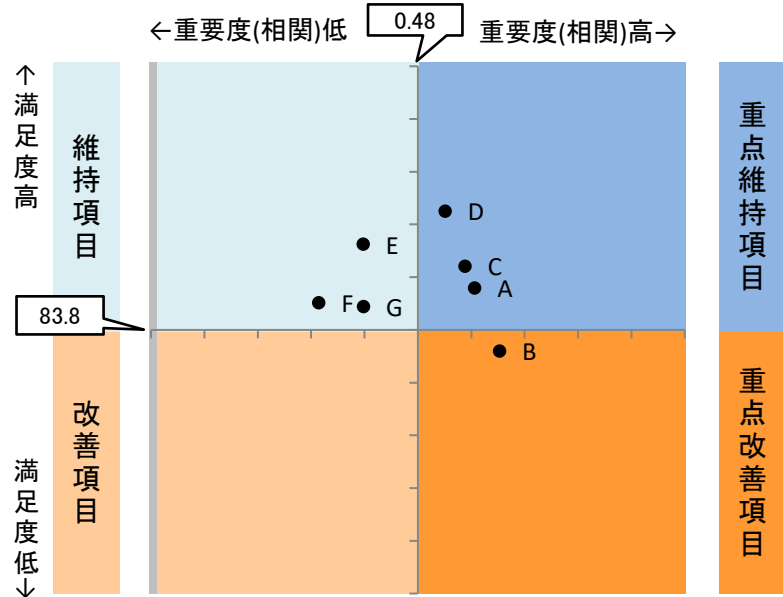 ←重要度(相関)低
0.48
重要度(相関)高→
↑満足度高
維持項目
重点維持項目
D
E
C
A
F
G
83.8
B
改善項目
重点改善項目
満足度低↓